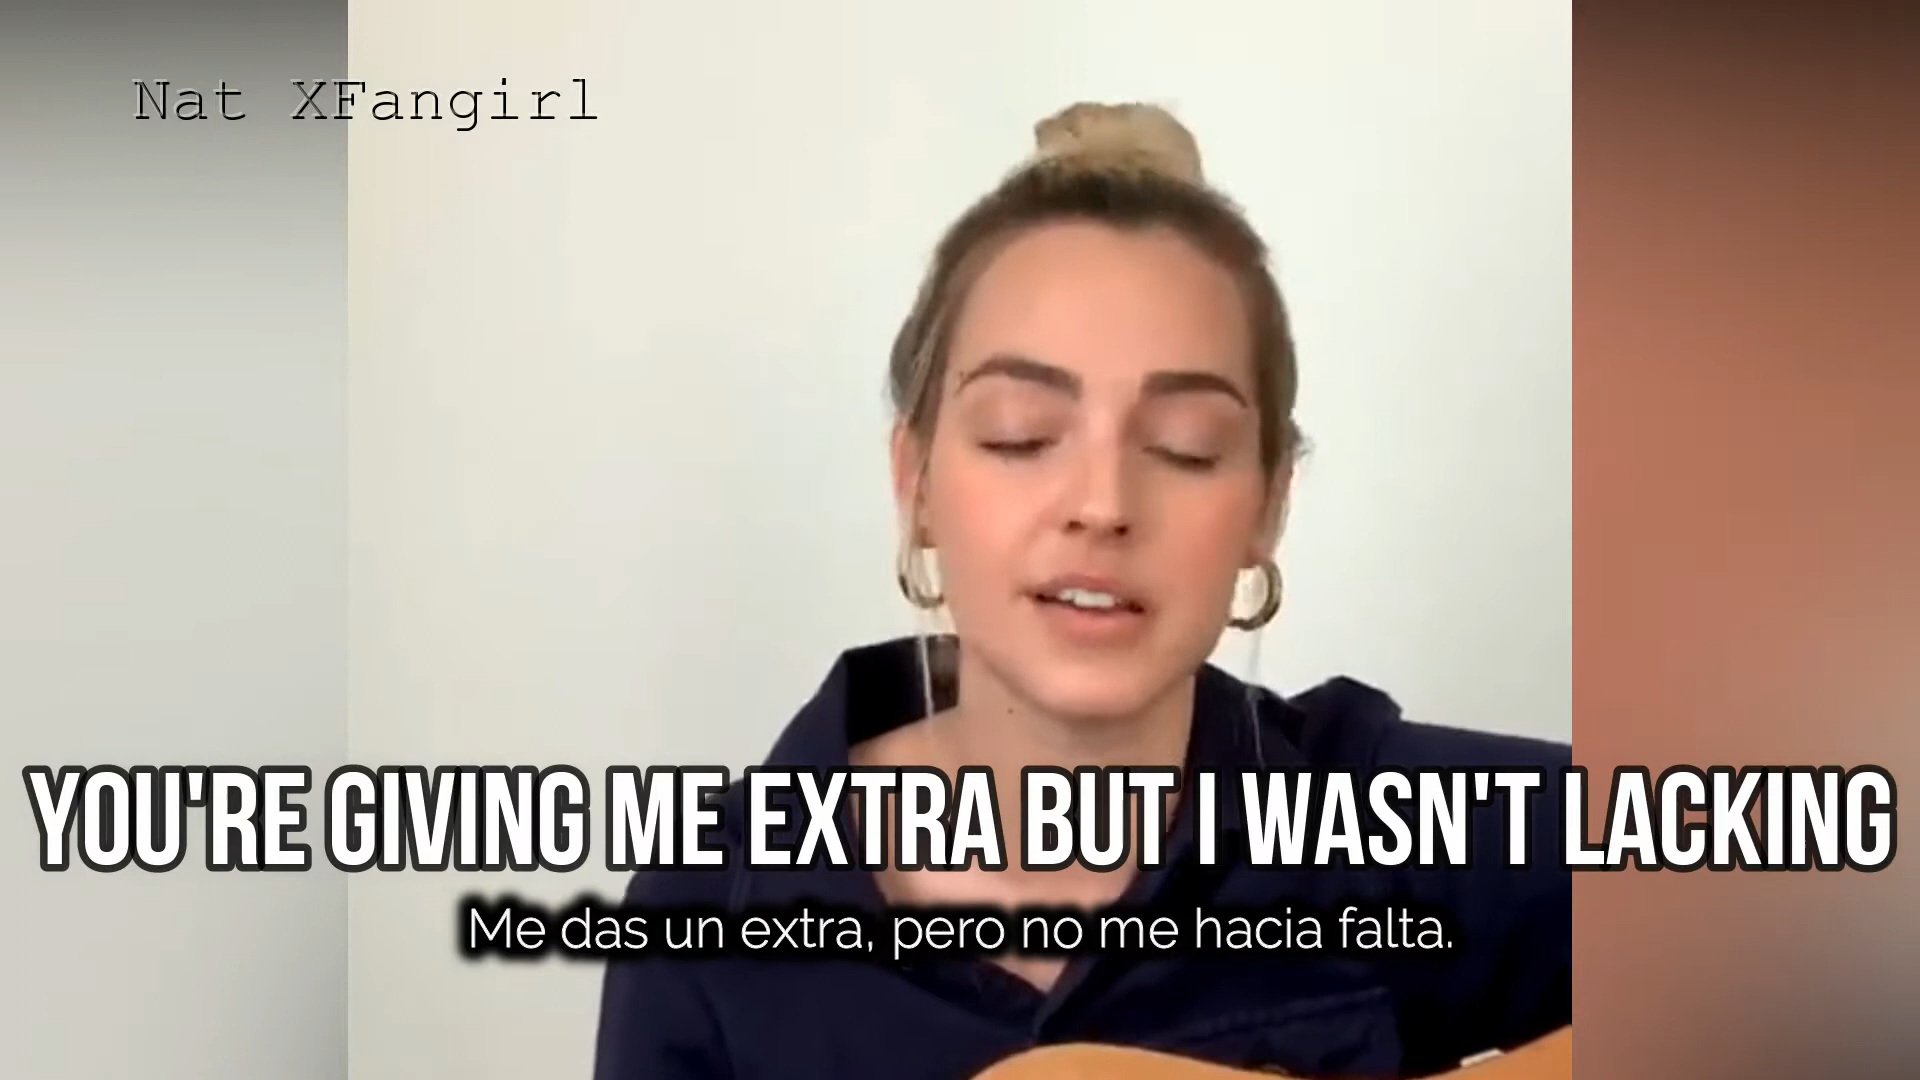 Nat XFangirl
YOU'RE GIVING ME EXTRA BUT I WASN'T LACKING
Me das un extra, pero no me hacia falta.